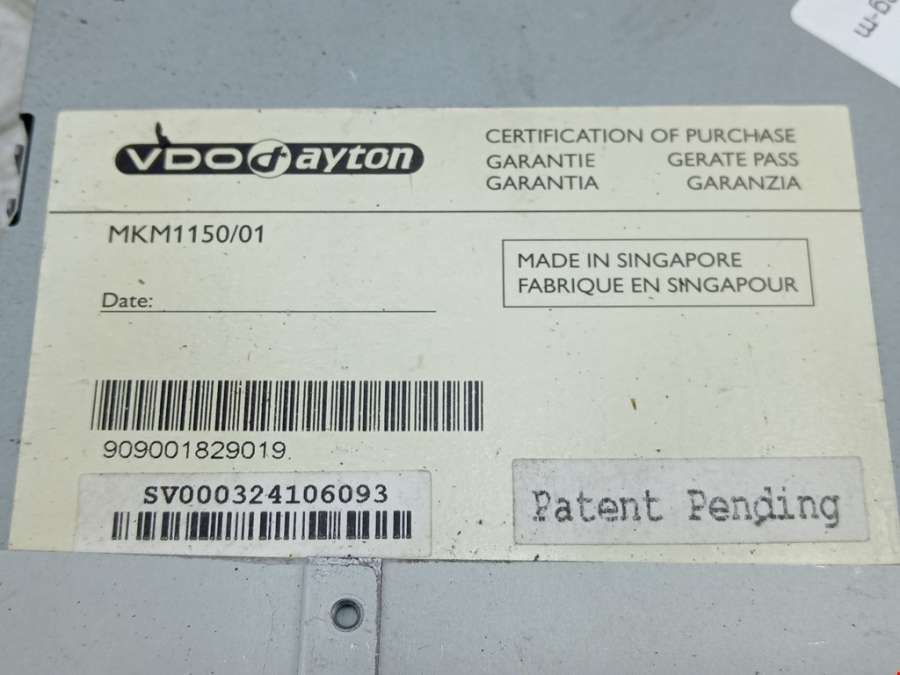 VDO dayton
CERTIFICATION OF PURCHASE
GARANTIE GERATE PASS
GARANTIA GARANZIA
MKM1150/01
MADE IN SINGAPORE
FABRIQUE EN SINGAPOUR
Date:
909001829019
SV000324106093
Patent Pending